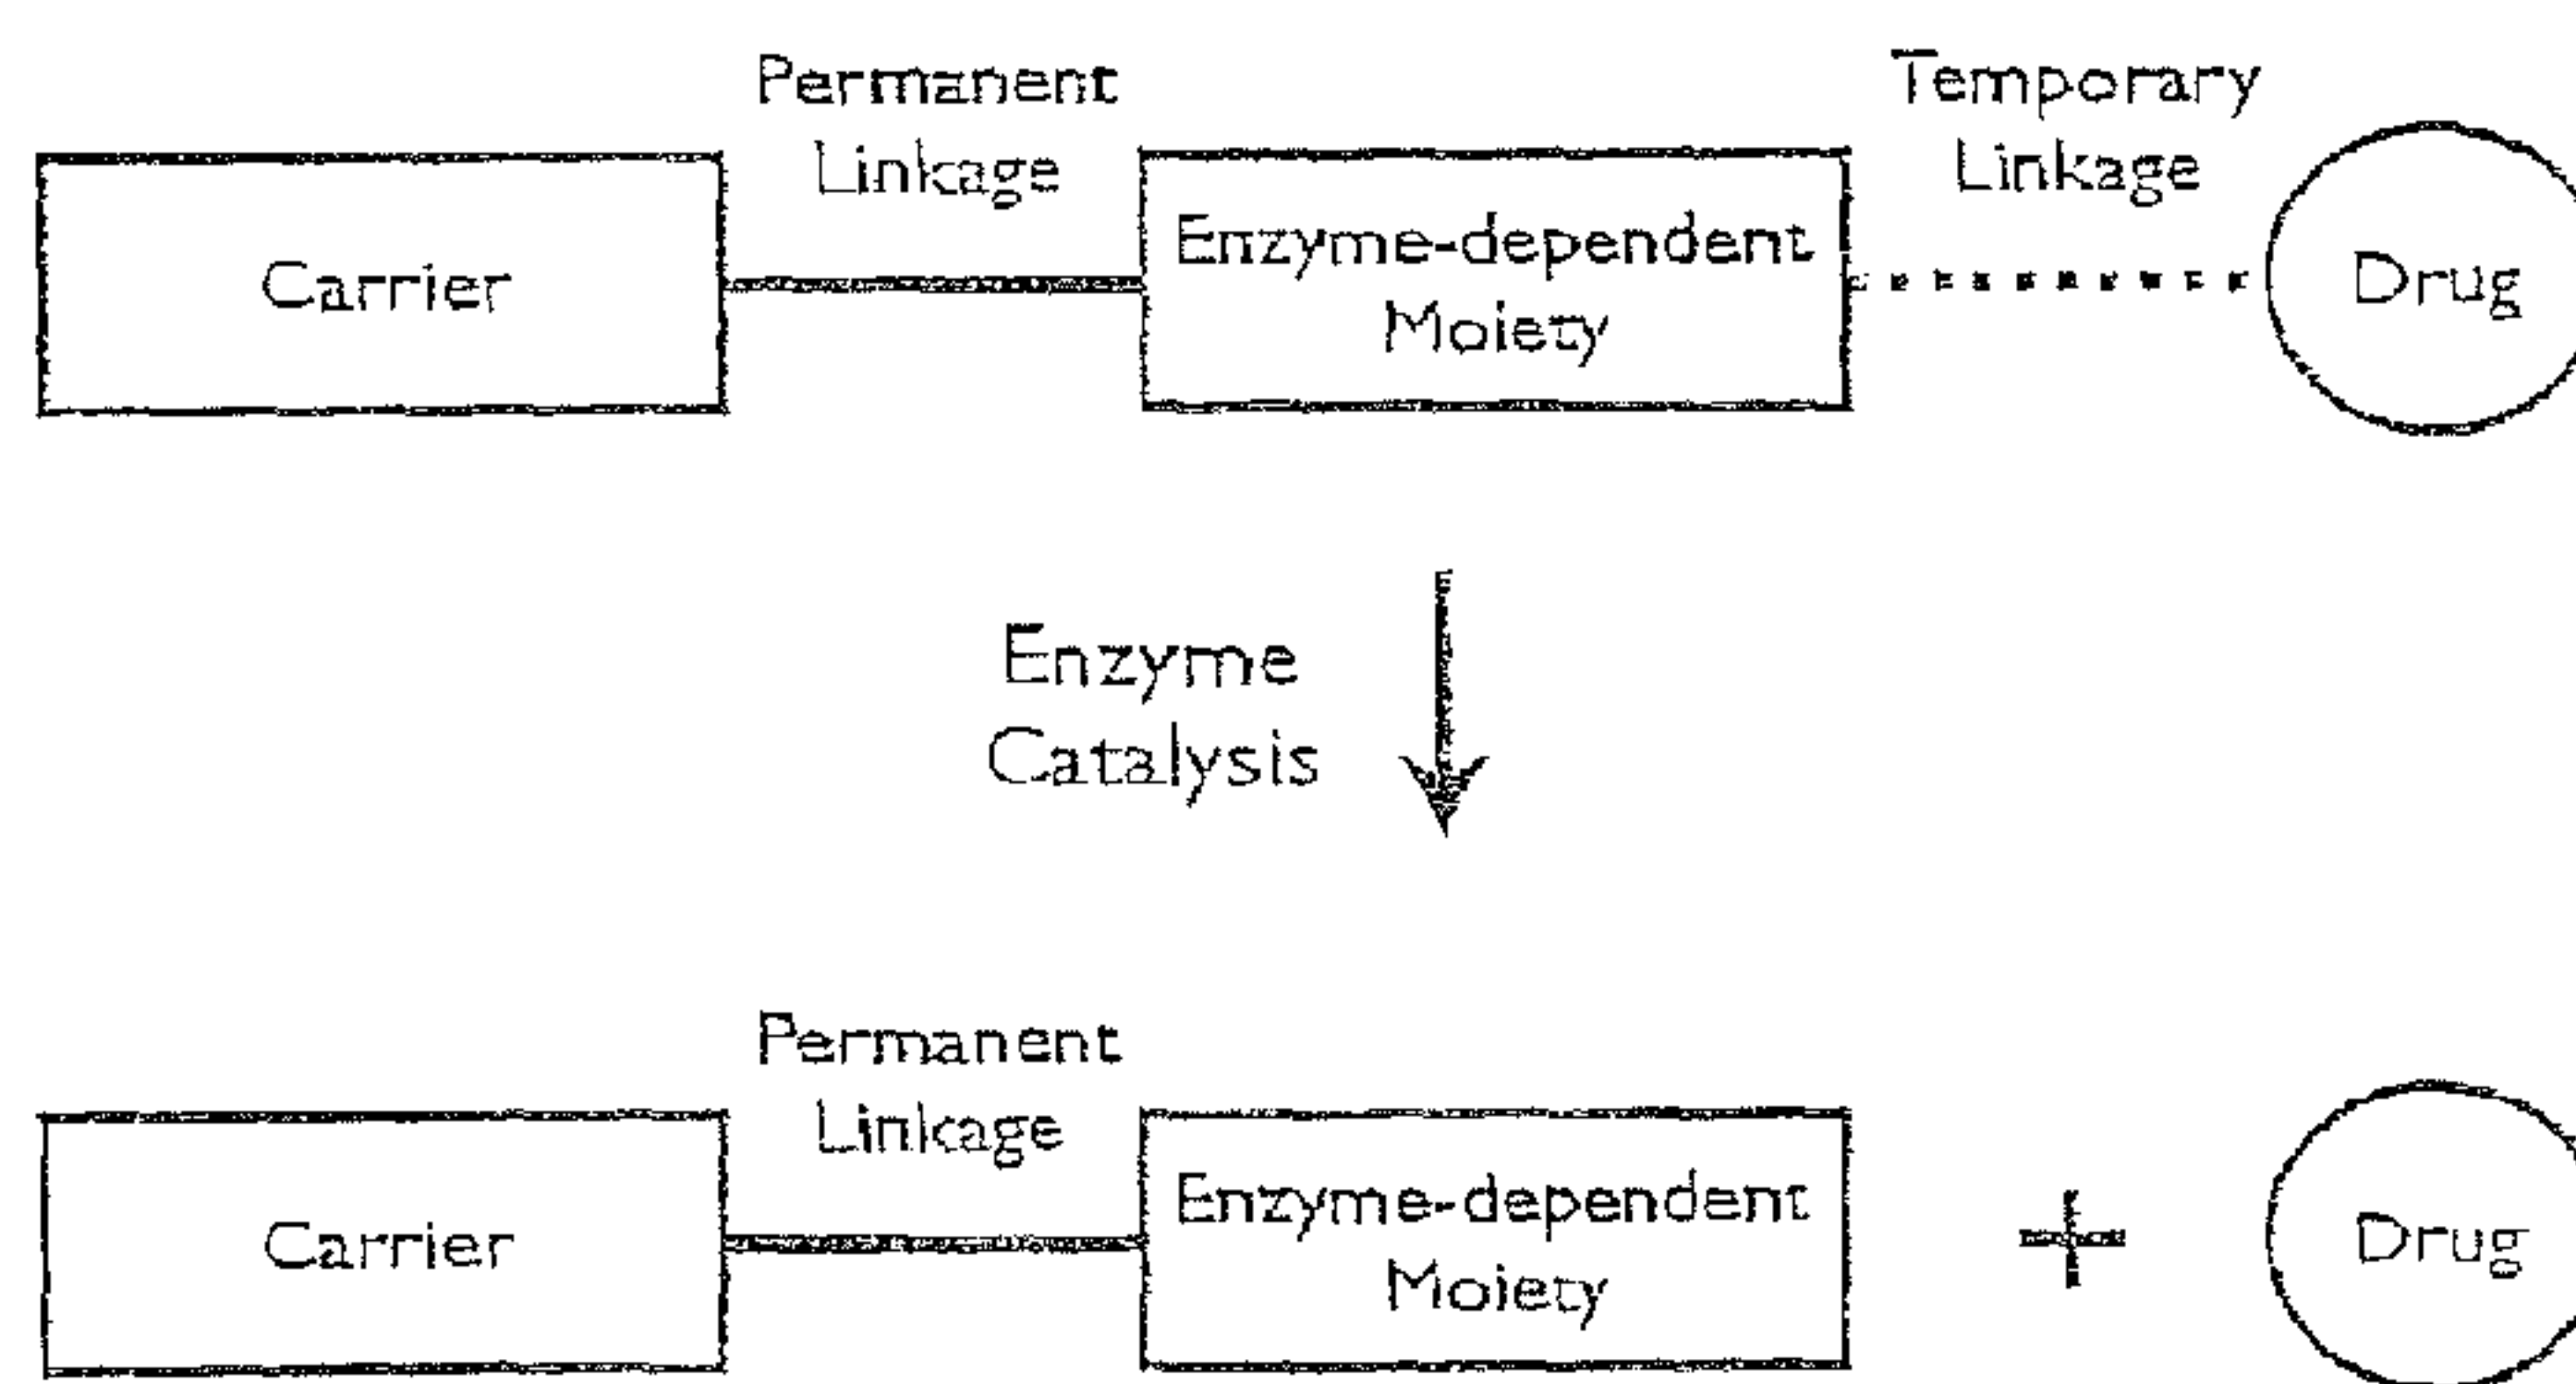 Permanent
Linkage
Temporary
Linkage
Carrier
Enzyme-dependent
Moiety
Drug
Enzyme
Catalysis
Permanent
Linkage
Carrier
Enzyme-dependent
Moiety
+
Drug